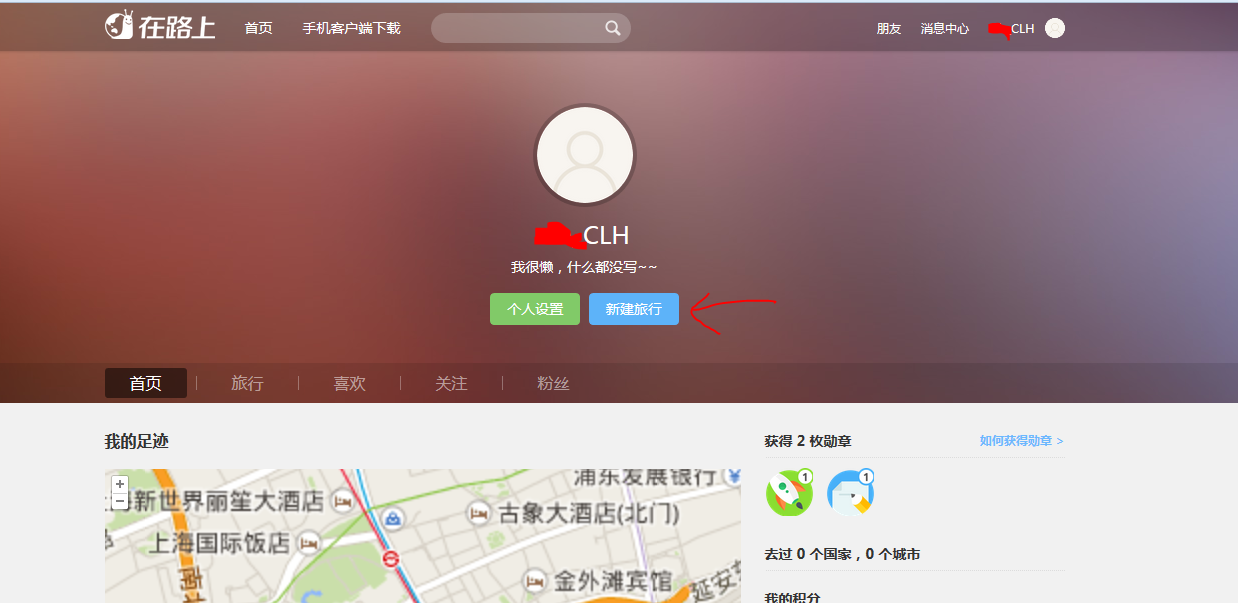 在路上 首页 手机客户端下载 朋友 消息中心 CLH
CLH
我很懒，什么都没写~~
个人设置 新建旅行
首页 旅行 喜欢 关注 粉丝
我的足迹
获得 2 枚勋章 如何获得勋章 >
1 1
去过 0 个国家，0 个城市
我的积分
+
−
浦东发展银行
海新世界丽笙大酒店
古象大酒店(北门)
上海国际饭店
金外滩宾馆
延安东